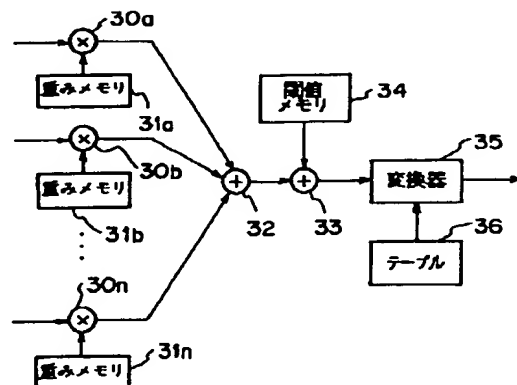 30a
×
重みメモリ
31a
×
30b
重みメモリ
31b
30n
×
重みメモリ
31n
閾値
メモリ
34
+
32
+
33
変換器
35
テーブル
36